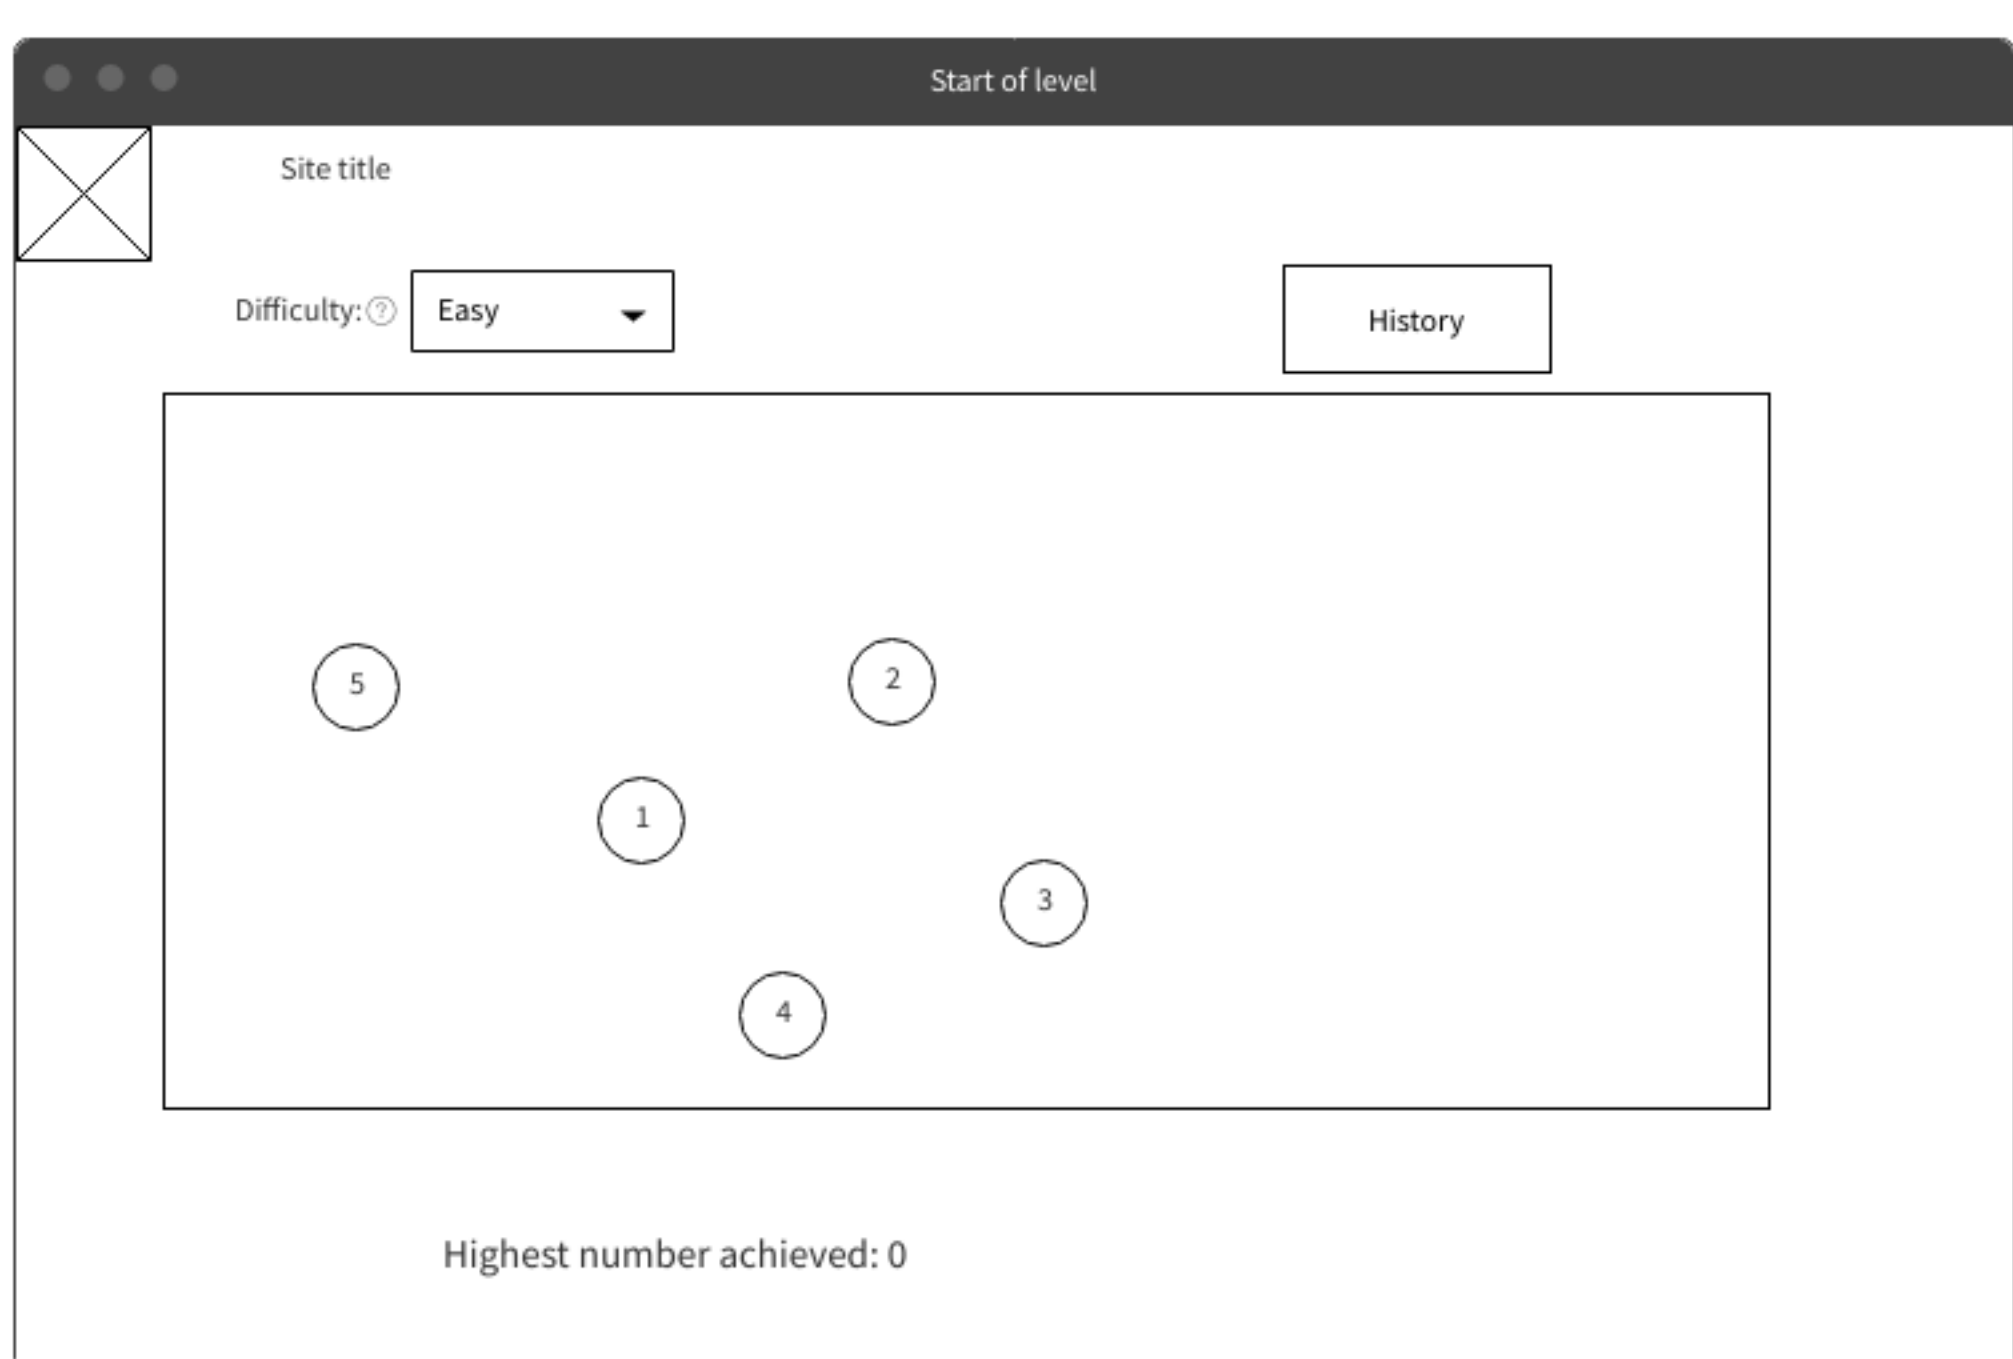 Start of level
Site title
Difficulty: ? Easy
History
5
2
1
3
4
Highest number achieved: 0